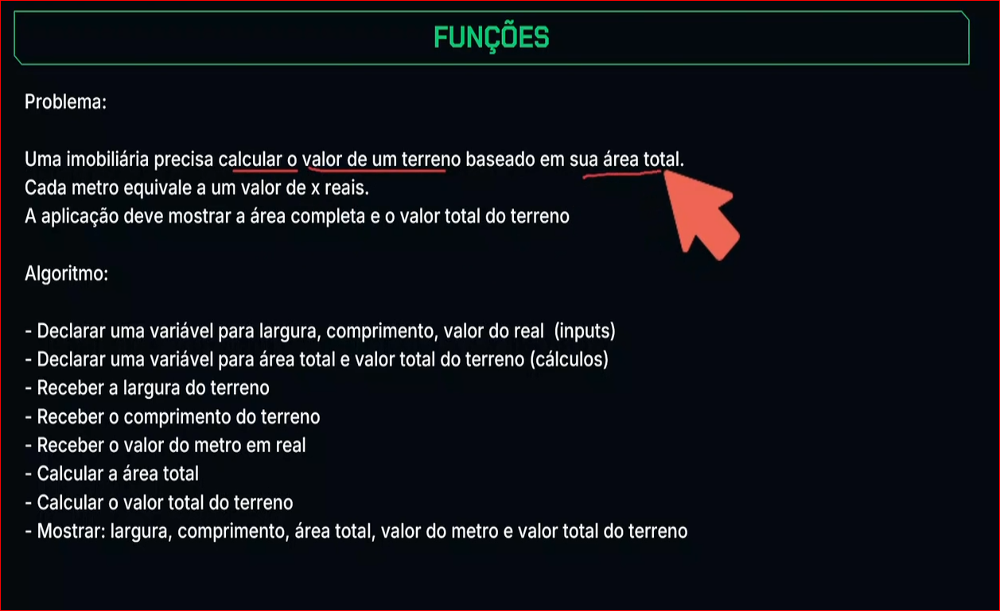 FUNÇÕES
Problema:
Uma imobiliária precisa calcular o valor de um terreno baseado em sua área total.
Cada metro equivale a um valor de x reais.
A aplicação deve mostrar a área completa e o valor total do terreno
Algoritmo:
- Declarar uma variável para largura, comprimento, valor do real (inputs)
- Declarar uma variável para área total e valor total do terreno (cálculos)
- Receber a largura do terreno
- Receber o comprimento do terreno
- Receber o valor do metro em real
- Calcular a área total
- Calcular o valor total do terreno
- Mostrar: largura, comprimento, área total, valor do metro e valor total do terreno